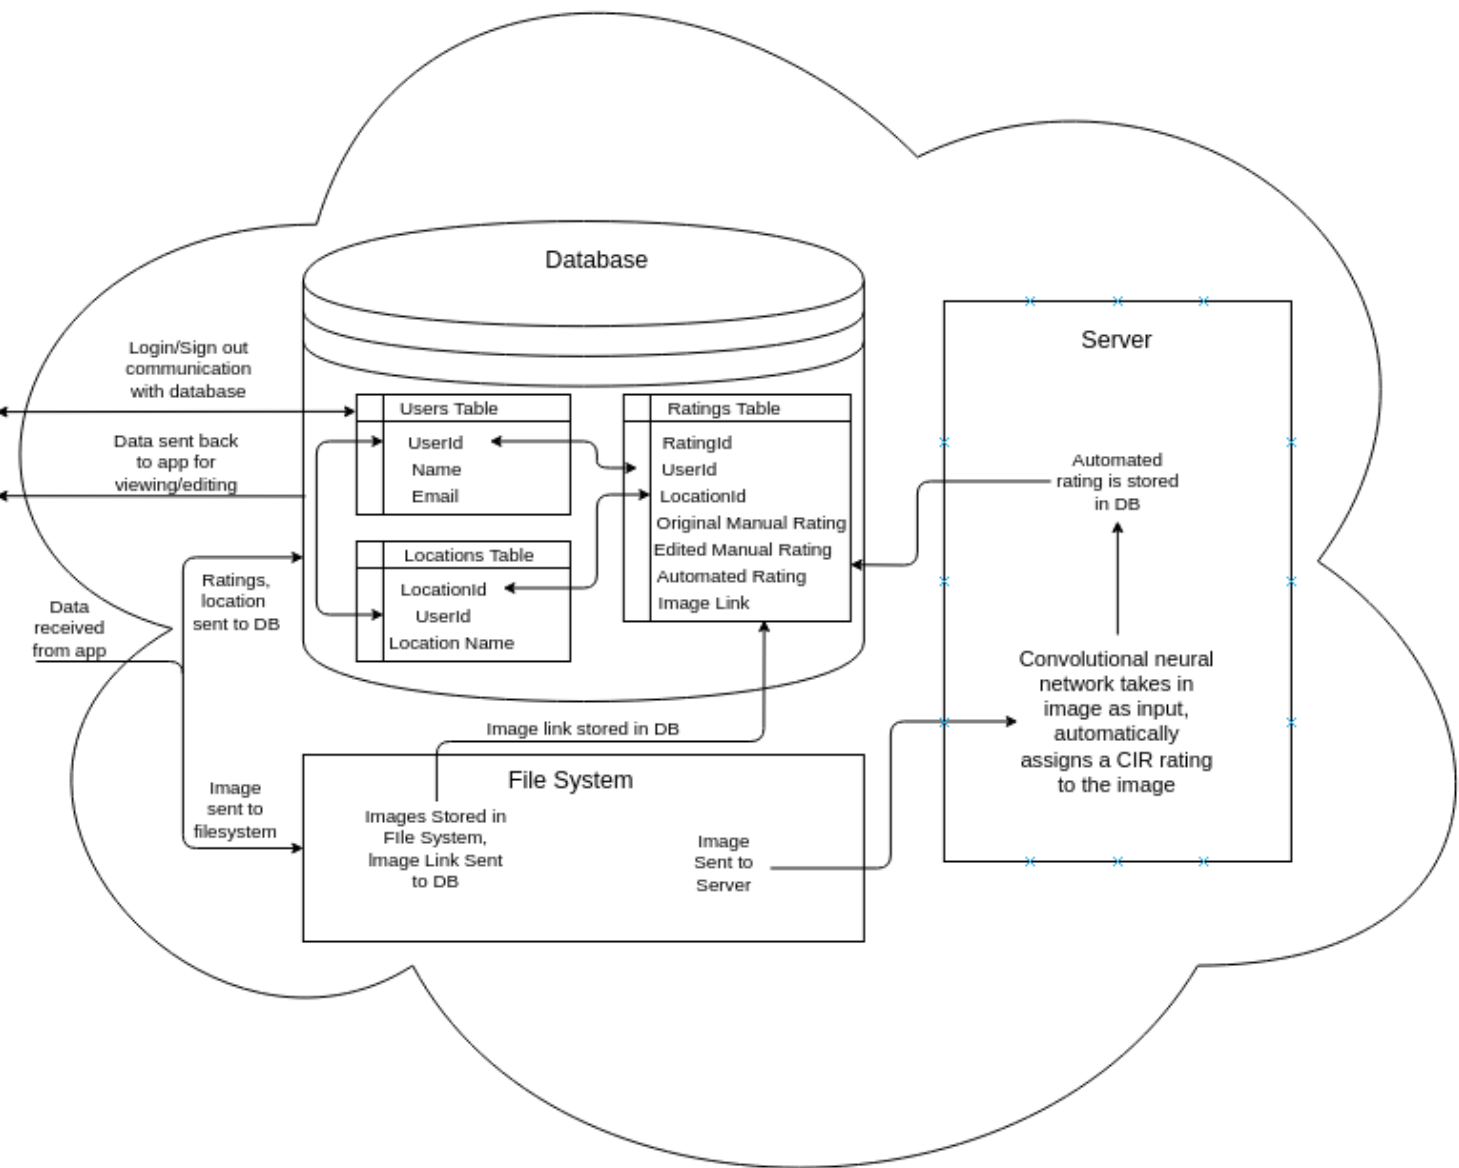 Database
Login/Sign out
communication
with database
Data sent back
to app for
viewing/editing
Users Table
UserId
Name
Email
Locations Table
LocationId
UserId
Location Name
Ratings Table
RatingId
UserId
LocationId
Original Manual Rating
Edited Manual Rating
Automated Rating
Image Link
Server
Automated
rating is stored
in DB
Convolutional neural
network takes in
image as input,
automatically
assigns a CIR rating
to the image
Data
received
from app
Ratings,
location
sent to DB
Image
sent to
filesystem
Image link stored in DB
File System
Images Stored in
FIle System,
Image Link Sent
to DB
Image
Sent to
Server